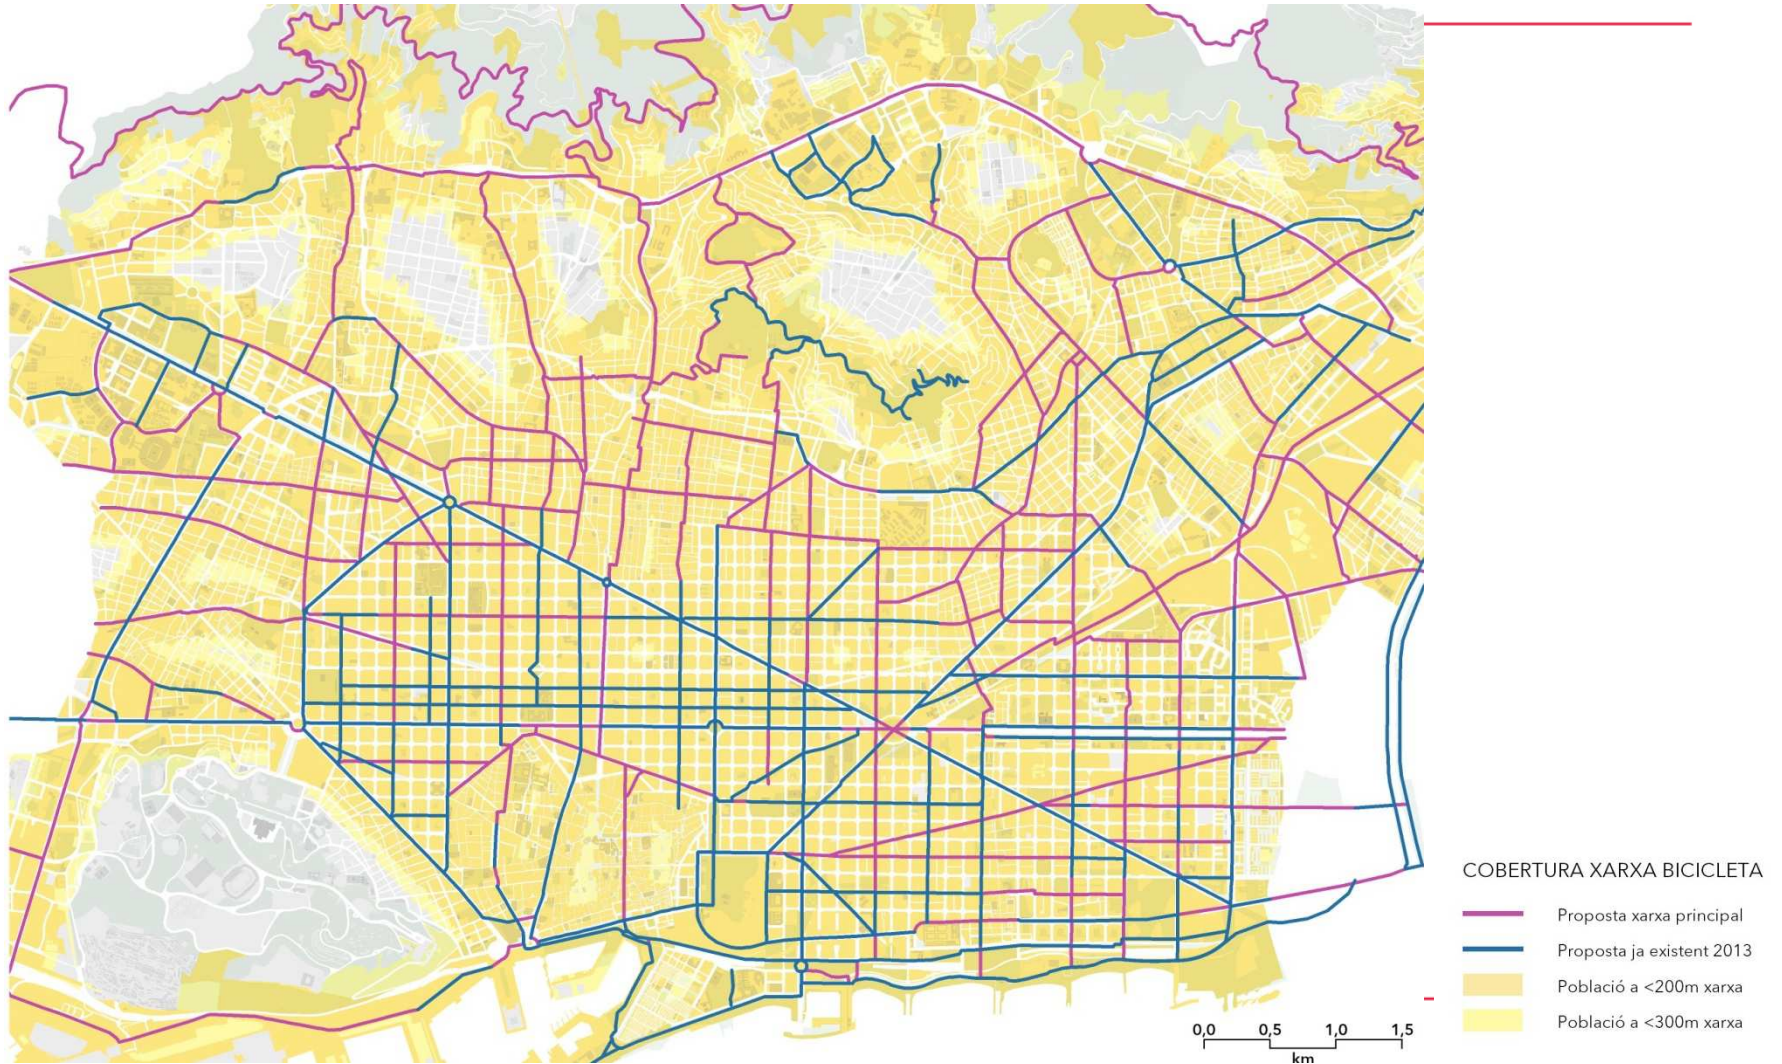 COBERTURA XARXA BICICLETA
Proposta xarxa principal
Proposta ja existent 2013
Població a <200m xarxa
Població a <300m xarxa
0,0 0,5 1,0 1,5
km